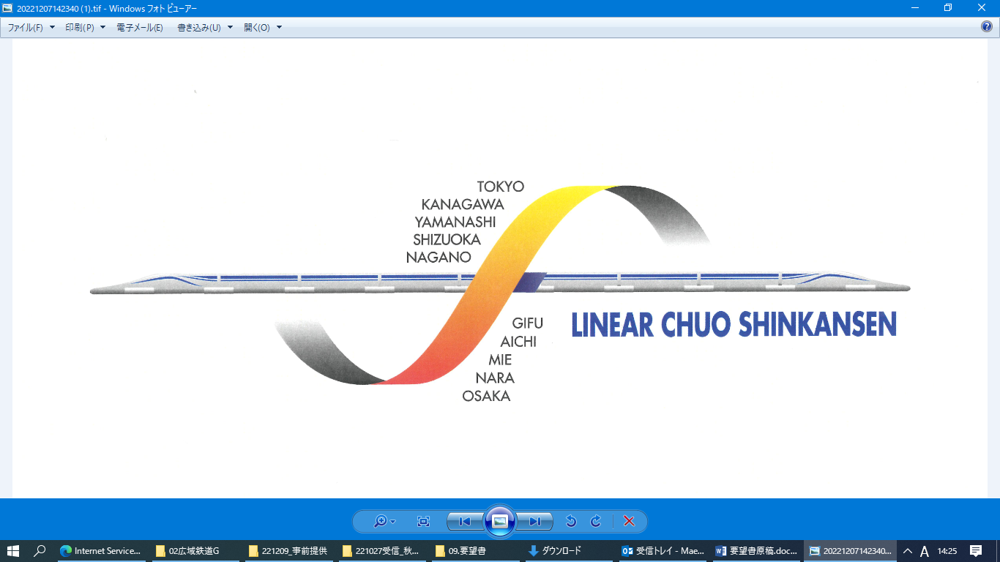 20221207142340 (1).tif - Windows フォト ビューアー
ファイル(F) 印刷(P) 電子メール(E) 書き込み(U) 開く(O)
TOKYO
KANAGAWA
YAMANASHI
SHIZUOKA
NAGANO
GIFU
AICHI
MIE
NARA
OSAKA
LINEAR CHUO SHINKANSEN
Internet Service... 02広域鉄道G 221209_事前提供 221027受信_秋... 09.要望書 ダウンロード 受信トレイ - Mae... 要望書原稿.doc... 20221207142340... A 14:25